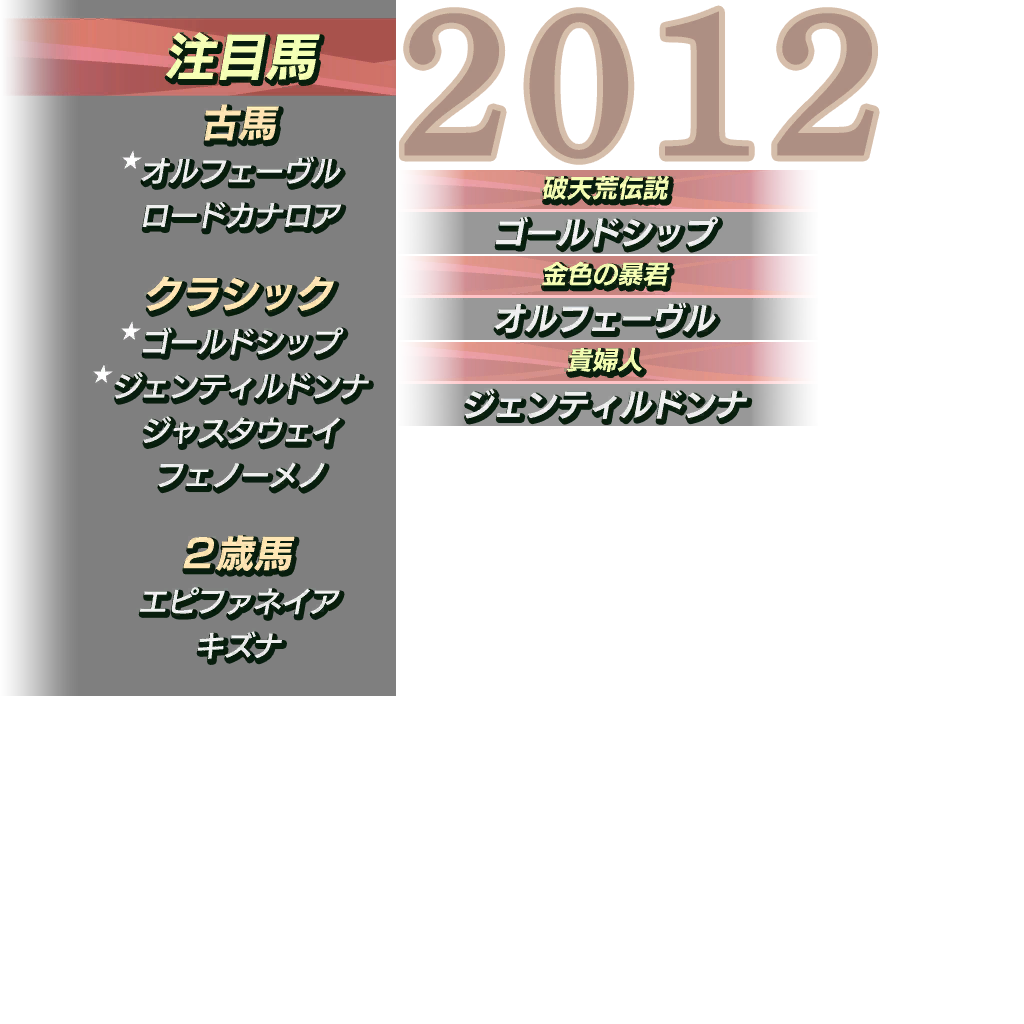 注目馬
古馬
★オルフェーヴル
ロードカナロア
クラシック
★ゴールドシップ
★ジェンティルドンナ
ジャスタウェイ
フェノーメノ
2歳馬
エピファネイア
キズナ
2012
破天荒伝説
ゴールドシップ
金色の暴君
オルフェーヴル
貴婦人
ジェンティルドンナ